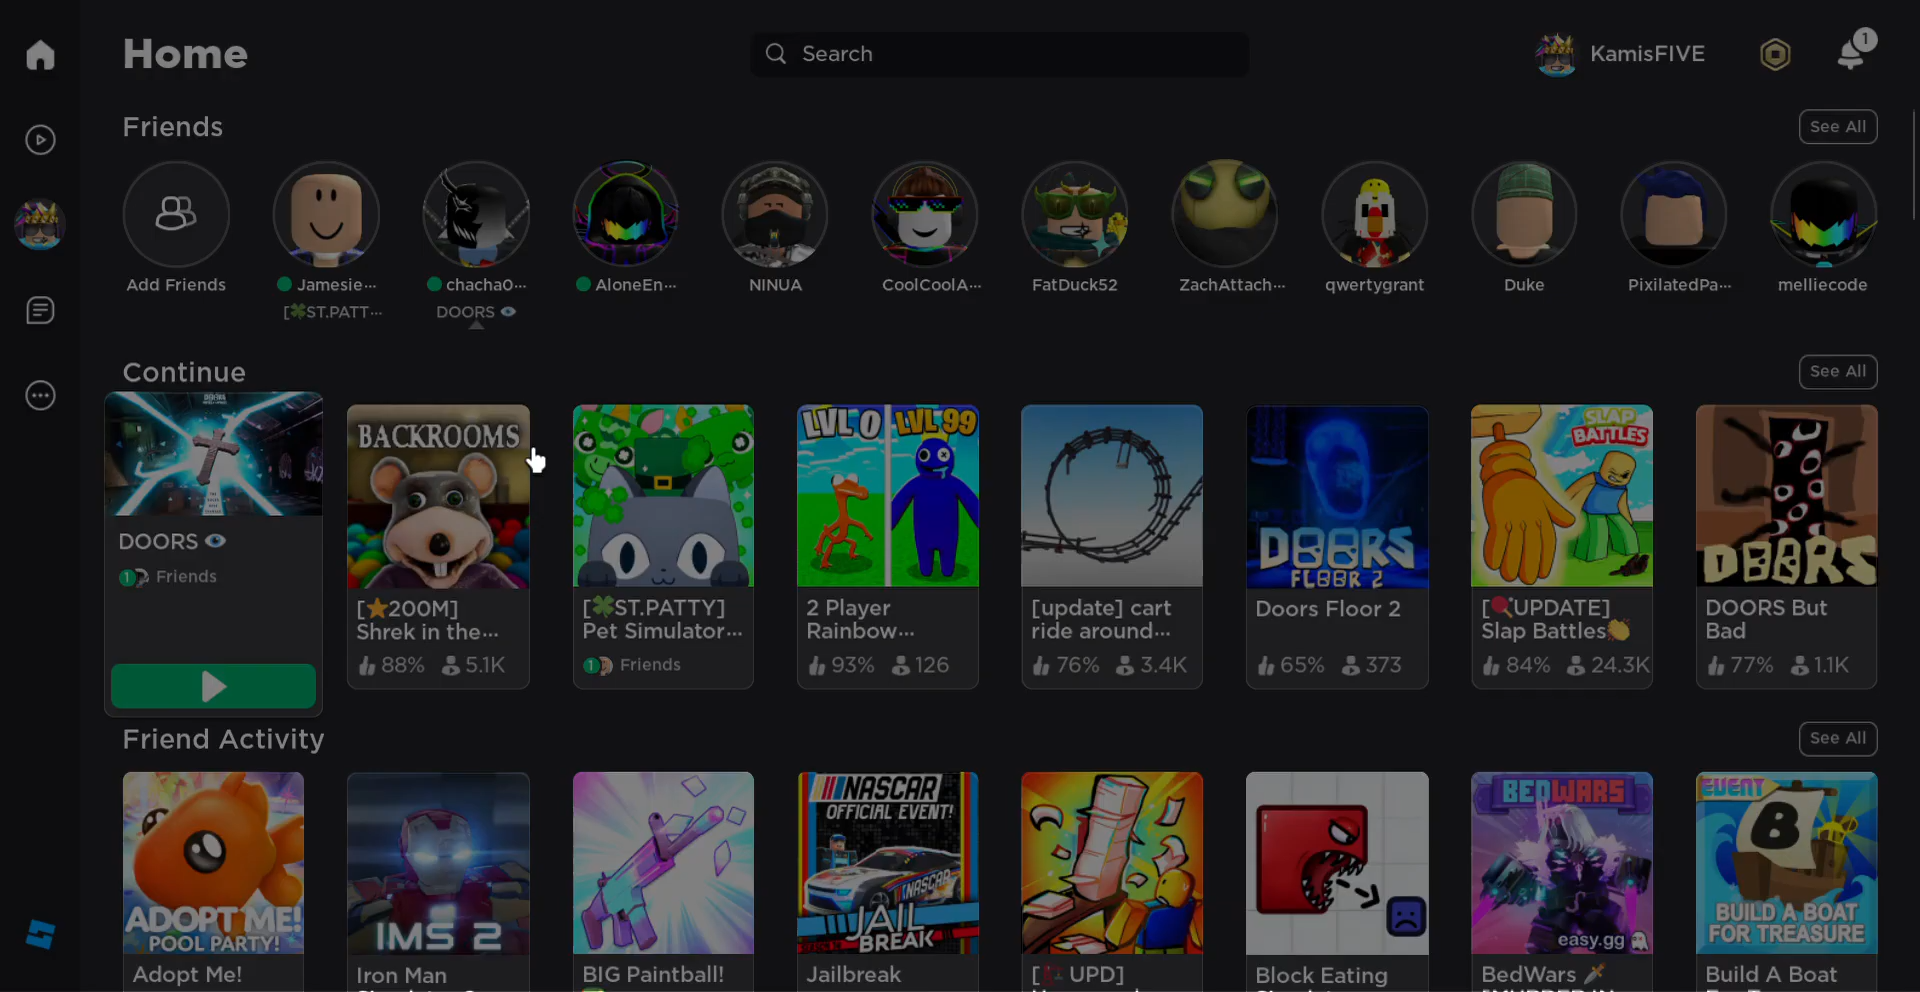 Home
Search
KamisFIVE
1
Friends
See All
Add Friends
Jamesie...
chacha0...
AloneEn...
NINUA
CoolCoolA...
FatDuck52
ZachAttach...
qwertygrant
Duke
PixilatedPa...
melliecode
[🍀ST.PATT...
DOORS 👁
Continue
See All
BACKROOMS
LVL 0 LVL 99
DOORS
FLOOR 2
SLAP
BATTLES
DOORS
DOORS 👁
1 Friends
[⭐200M]
Shrek in the...
88% 5.1K
[🍀ST.PATTY]
Pet Simulator...
1 Friends
2 Player
Rainbow...
93% 126
[update] cart
ride around...
76% 3.4K
Doors Floor 2
65% 373
[🏓UPDATE]
Slap Battles👏
84% 24.3K
DOORS But
Bad
77% 1.1K
Friend Activity
See All
ADOPT ME!
POOL PARTY!
IMS 2
NASCAR
OFFICIAL EVENT!
NASCAR
JAIL
BREAK
BEDWARS
easy.gg
EVENT
B
BUILD A BOAT
FOR TREASURE
Adopt Me!
Iron Man
BIG Paintball!
Jailbreak
UPD]
Block Eating
BedWars
Build A Boat